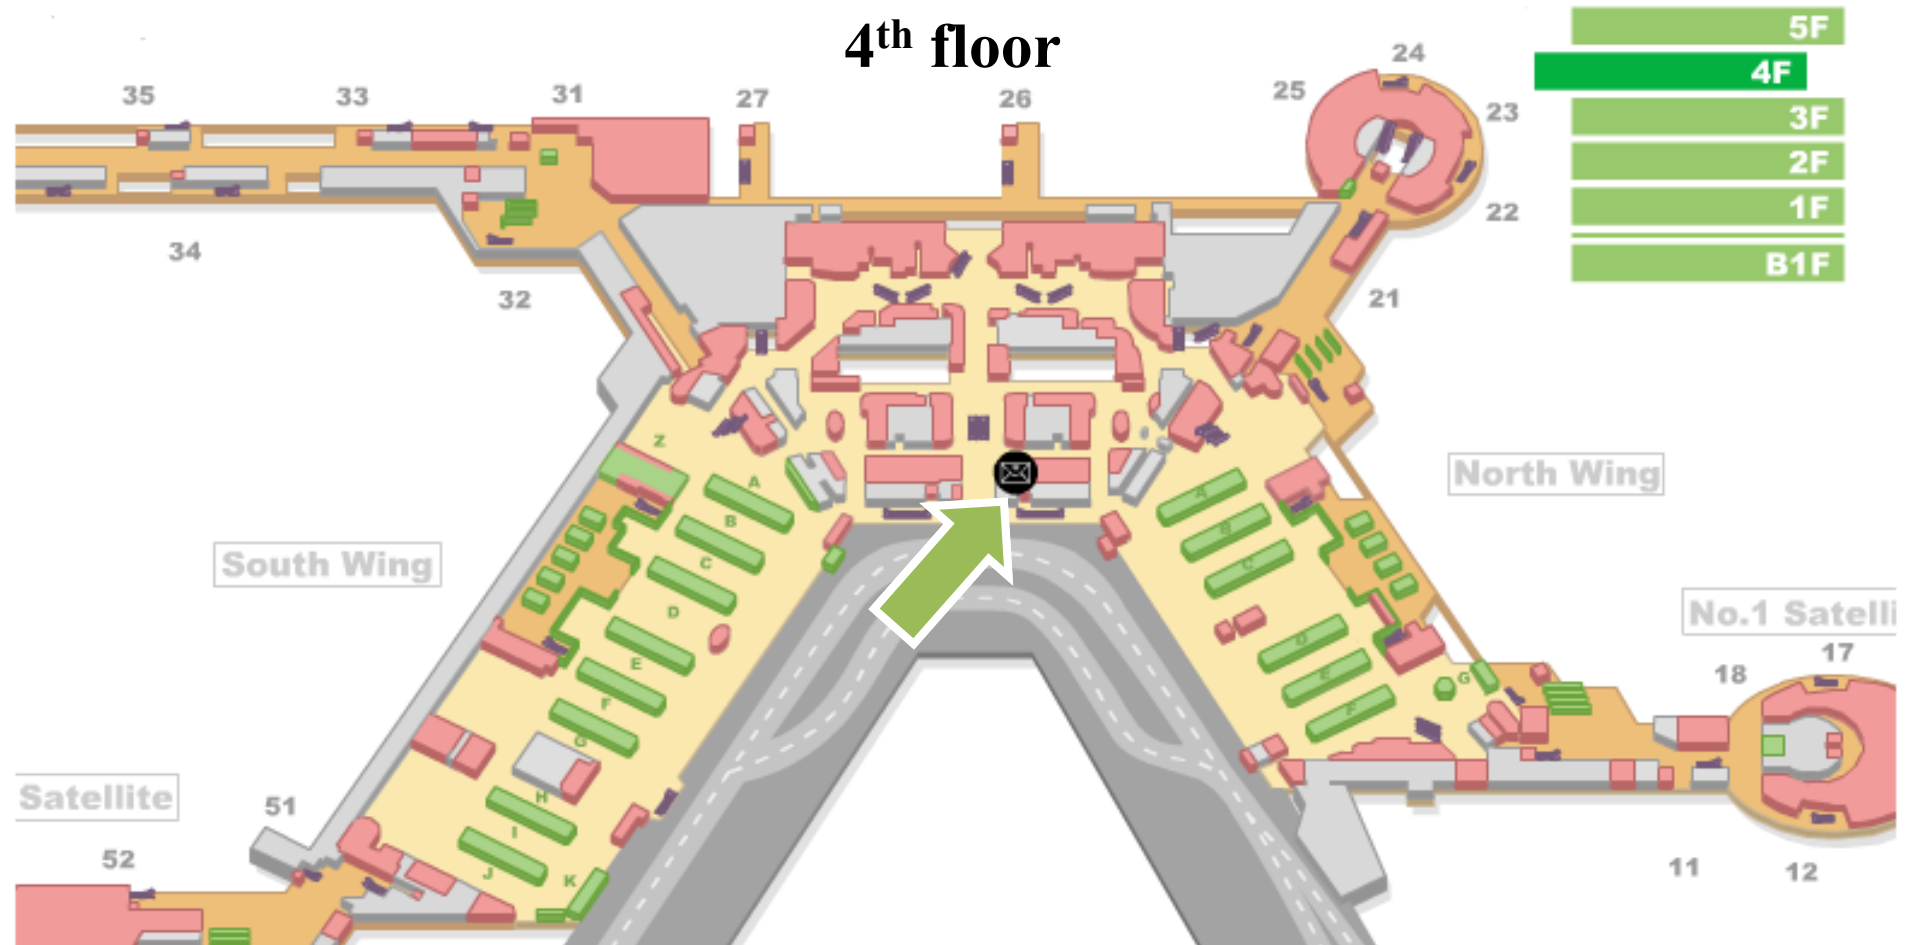 4th floor
5F
4F
3F
2F
1F
B1F
35
33
31
27
26
25
24
23
22
21
34
32
Z
A
B
C
D
E
F
G
H
I
J
K
A
B
C
D
E
F
G
South Wing
North Wing
No.1 Satelli
17
18
11
12
Satellite
51
52